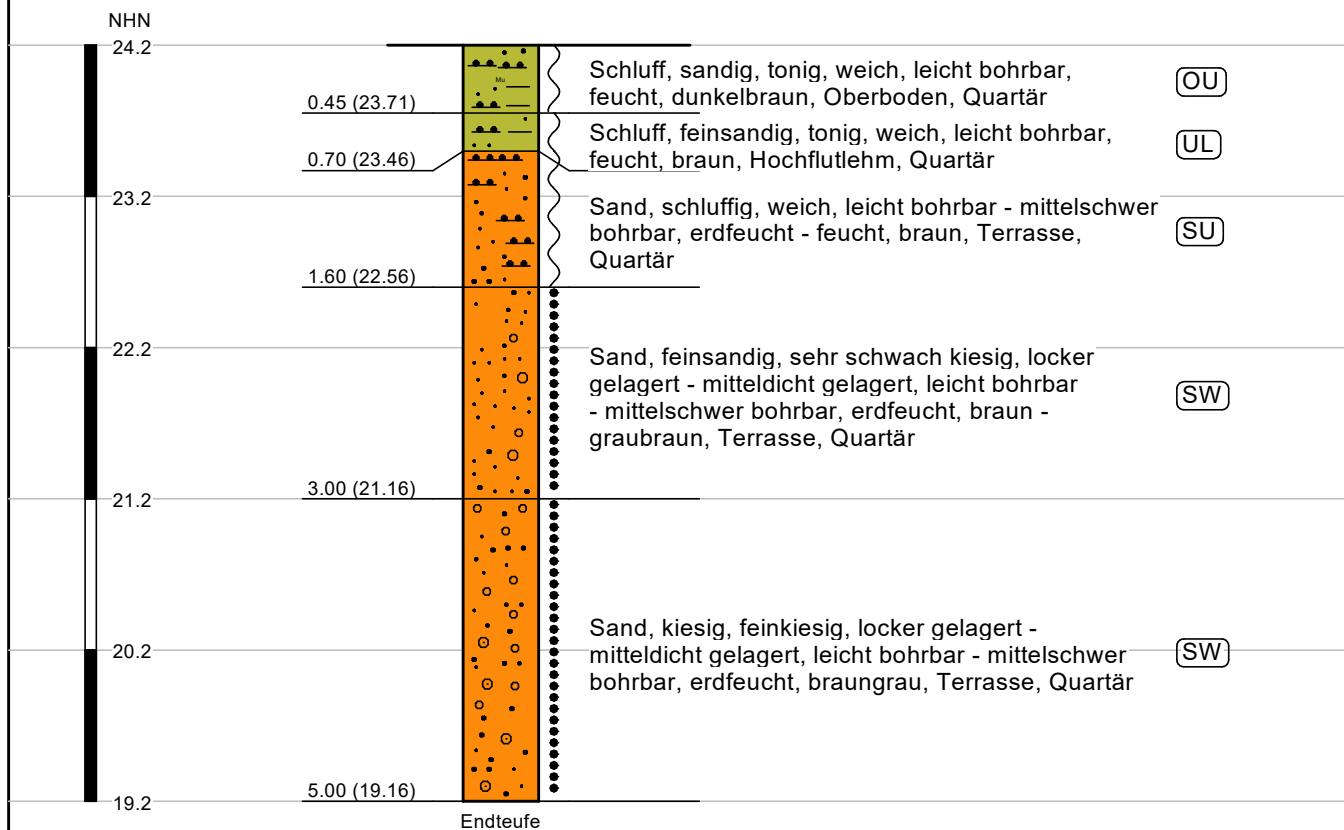 NHN
24.2
Schluff, sandig, tonig, weich, leicht bohrbar,
feucht, dunkelbraun, Oberboden, Quartär
OU
Mu
0.45 (23.71)
Schluff, feinsandig, tonig, weich, leicht bohrbar,
feucht, braun, Hochflutlehm, Quartär
UL
0.70 (23.46)
23.2
Sand, schluffig, weich, leicht bohrbar - mittelschwer
bohrbar, erdfeucht - feucht, braun, Terrasse,
Quartär
SU
1.60 (22.56)
22.2
Sand, feinsandig, sehr schwach kiesig, locker
gelagert - mitteldicht gelagert, leicht bohrbar
- mittelschwer bohrbar, erdfeucht, braun -
graubraun, Terrasse, Quartär
SW
3.00 (21.16)
21.2
Sand, kiesig, feinkiesig, locker gelagert -
mitteldicht gelagert, leicht bohrbar - mittelschwer
bohrbar, erdfeucht, braungrau, Terrasse, Quartär
SW
20.2
5.00 (19.16)
19.2
Endteufe